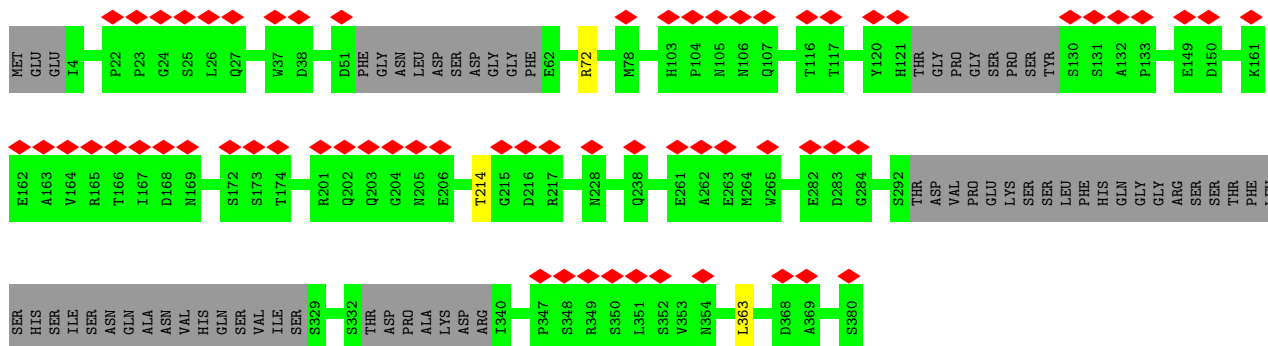 MET GLU GLU I4 P22 P23 G24 S25 L26 Q27 W37 D38 D51 PHE GLY ASN LEU ASP SER ASP GLY GLY PHE E62 R72 M78 H103 P104 N105 N106 Q107 T116 T117 Y120 H121 THR GLY PRO GLY SER PRO SER TYR S130 S131 A132 P133 E149 D150 K161
E162 A163 V164 R165 T166 I167 D168 N169 S172 S173 T174 R201 Q202 Q203 G204 N205 E206 T214 G215 D216 R217 N228 Q238 E261 A262 E263 M264 W265 E282 D283 G284 S292 THR ASP VAL PRO GLU LYS SER SER LEU PHE HIS GLN GLY GLY ARG SER SER THR PHE
SER HIS SER ILE SER ASN GLN ALA ASN VAL HIS GLN SER VAL ILE SER S329 S332 THR ASP PRO ALA LYS ASP ARG I340 P347 S348 R349 S350 L351 S352 V353 N354 L363 D368 A369 S380